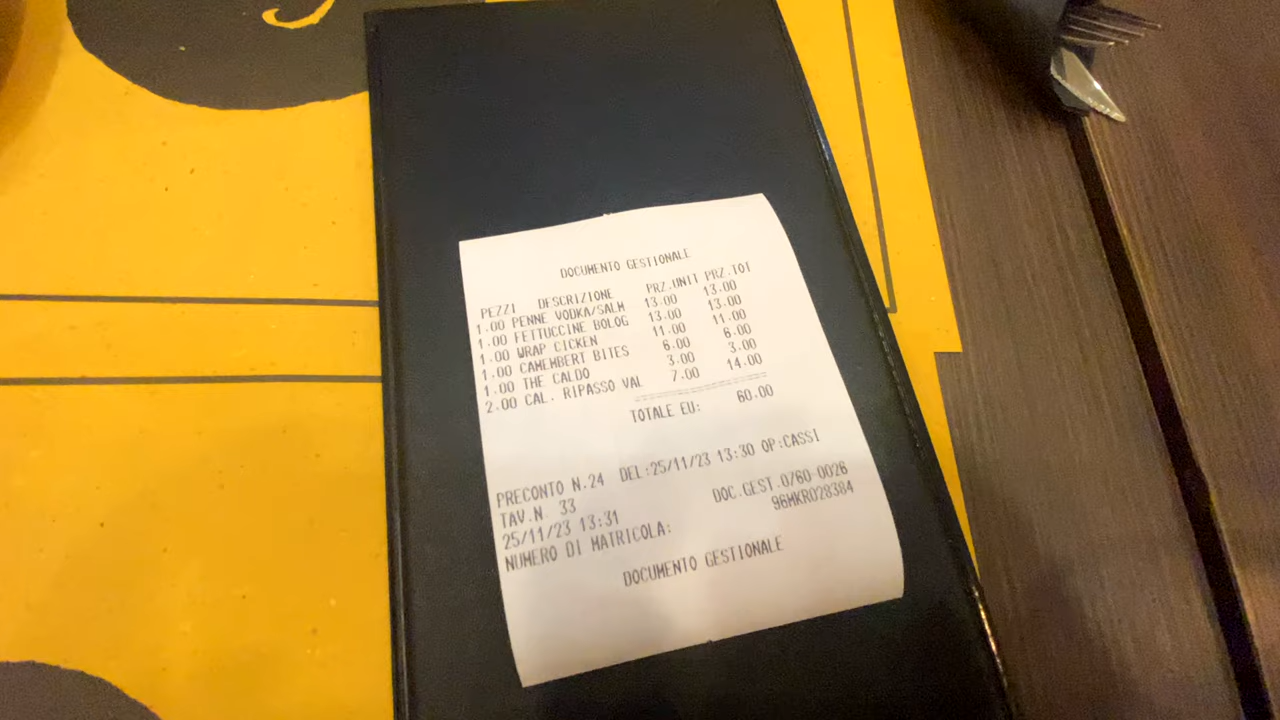 DOCUMENTO GESTIONALE
PEZZI DESCRIZIONE PRZ.UNIT PRZ.TOT
1.00 PENNE VODKA/SALM 13.00 13.00
1.00 FETTUCCINE BOLOG 13.00 13.00
1.00 WRAP CICKEN 11.00 11.00
1.00 CAMEMBERT BITES 6.00 6.00
1.00 THE CALDO 3.00 3.00
2.00 CAL. RIPASSO VAL 7.00 14.00
TOTALE EU: 60.00
PRECONTO N.24 DEL:25/11/23 13:30 OP:CASSI
TAV.N. 33
DOC.GEST.0760-0026
25/11/23 13:31
96MKR028384
NUMERO DI MATRICOLA:
DOCUMENTO GESTIONALE